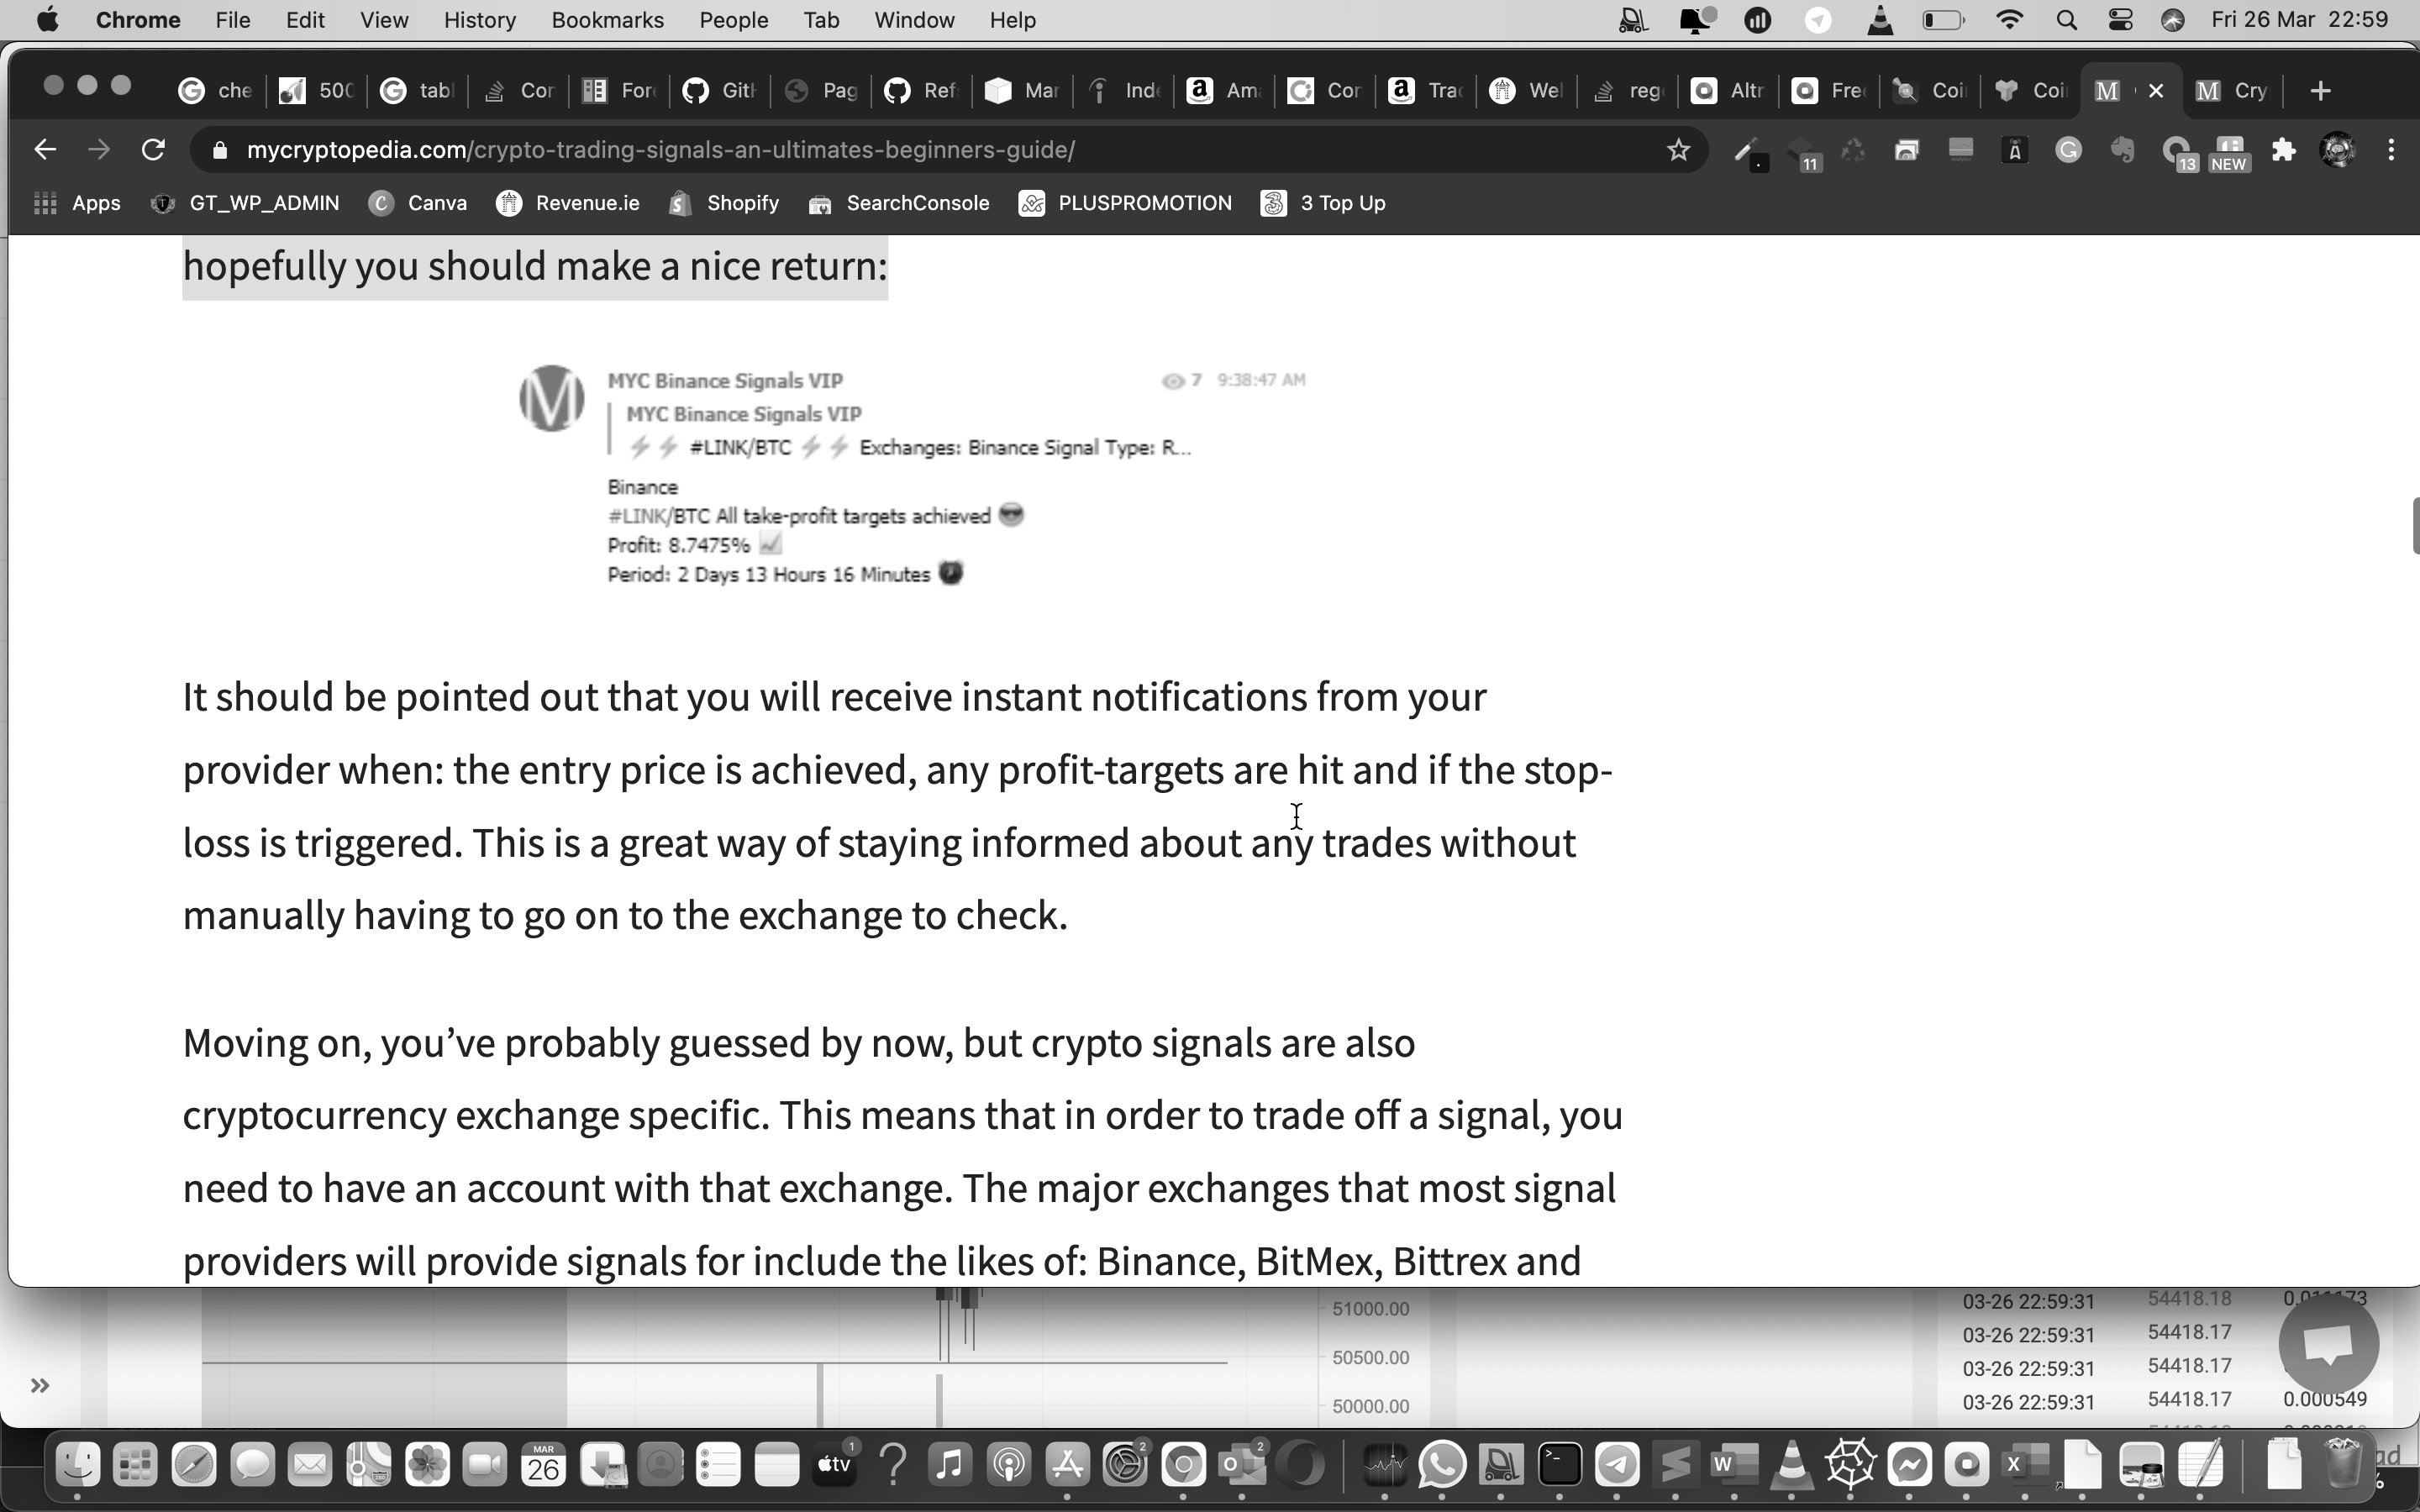 Chrome File Edit View History Bookmarks People Tab Window Help Fri 26 Mar 22:59
che 500 tabl Cor Git Pag Ref Mar Ind Am Cor Tra Wel reg Altr Fre Coi Coi Cry
mycryptopedia.com/crypto-trading-signals-an-ultimates-beginners-guide/ 11 13 NEW
Apps GT_WP_ADMIN Canva Revenue.ie Shopify SearchConsole PLUSPROMOTION 3 Top Up
hopefully you should make a nice return:
MYC Binance Signals VIP 7 9:38:47 AM
MYC Binance Signals VIP
⚡⚡ #LINK/BTC ⚡⚡ Exchanges: Binance Signal Type: R...
Binance
#LINK/BTC All take-profit targets achieved 😎
Profit: 8.7475% 📈
Period: 2 Days 13 Hours 16 Minutes ⏰
It should be pointed out that you will receive instant notifications from your
provider when: the entry price is achieved, any profit-targets are hit and if the stop-
loss is triggered. This is a great way of staying informed about any trades without
manually having to go on to the exchange to check.
Moving on, you’ve probably guessed by now, but crypto signals are also
cryptocurrency exchange specific. This means that in order to trade off a signal, you
need to have an account with that exchange. The major exchanges that most signal
providers will provide signals for include the likes of: Binance, BitMex, Bittrex and
51000.00 03-26 22:59:31 54418.18
03-26 22:59:31 54418.17
50500.00 03-26 22:59:31 54418.17
50000.00 03-26 22:59:31 54418.17 0.000549
MAR
26 tv 1 2 2